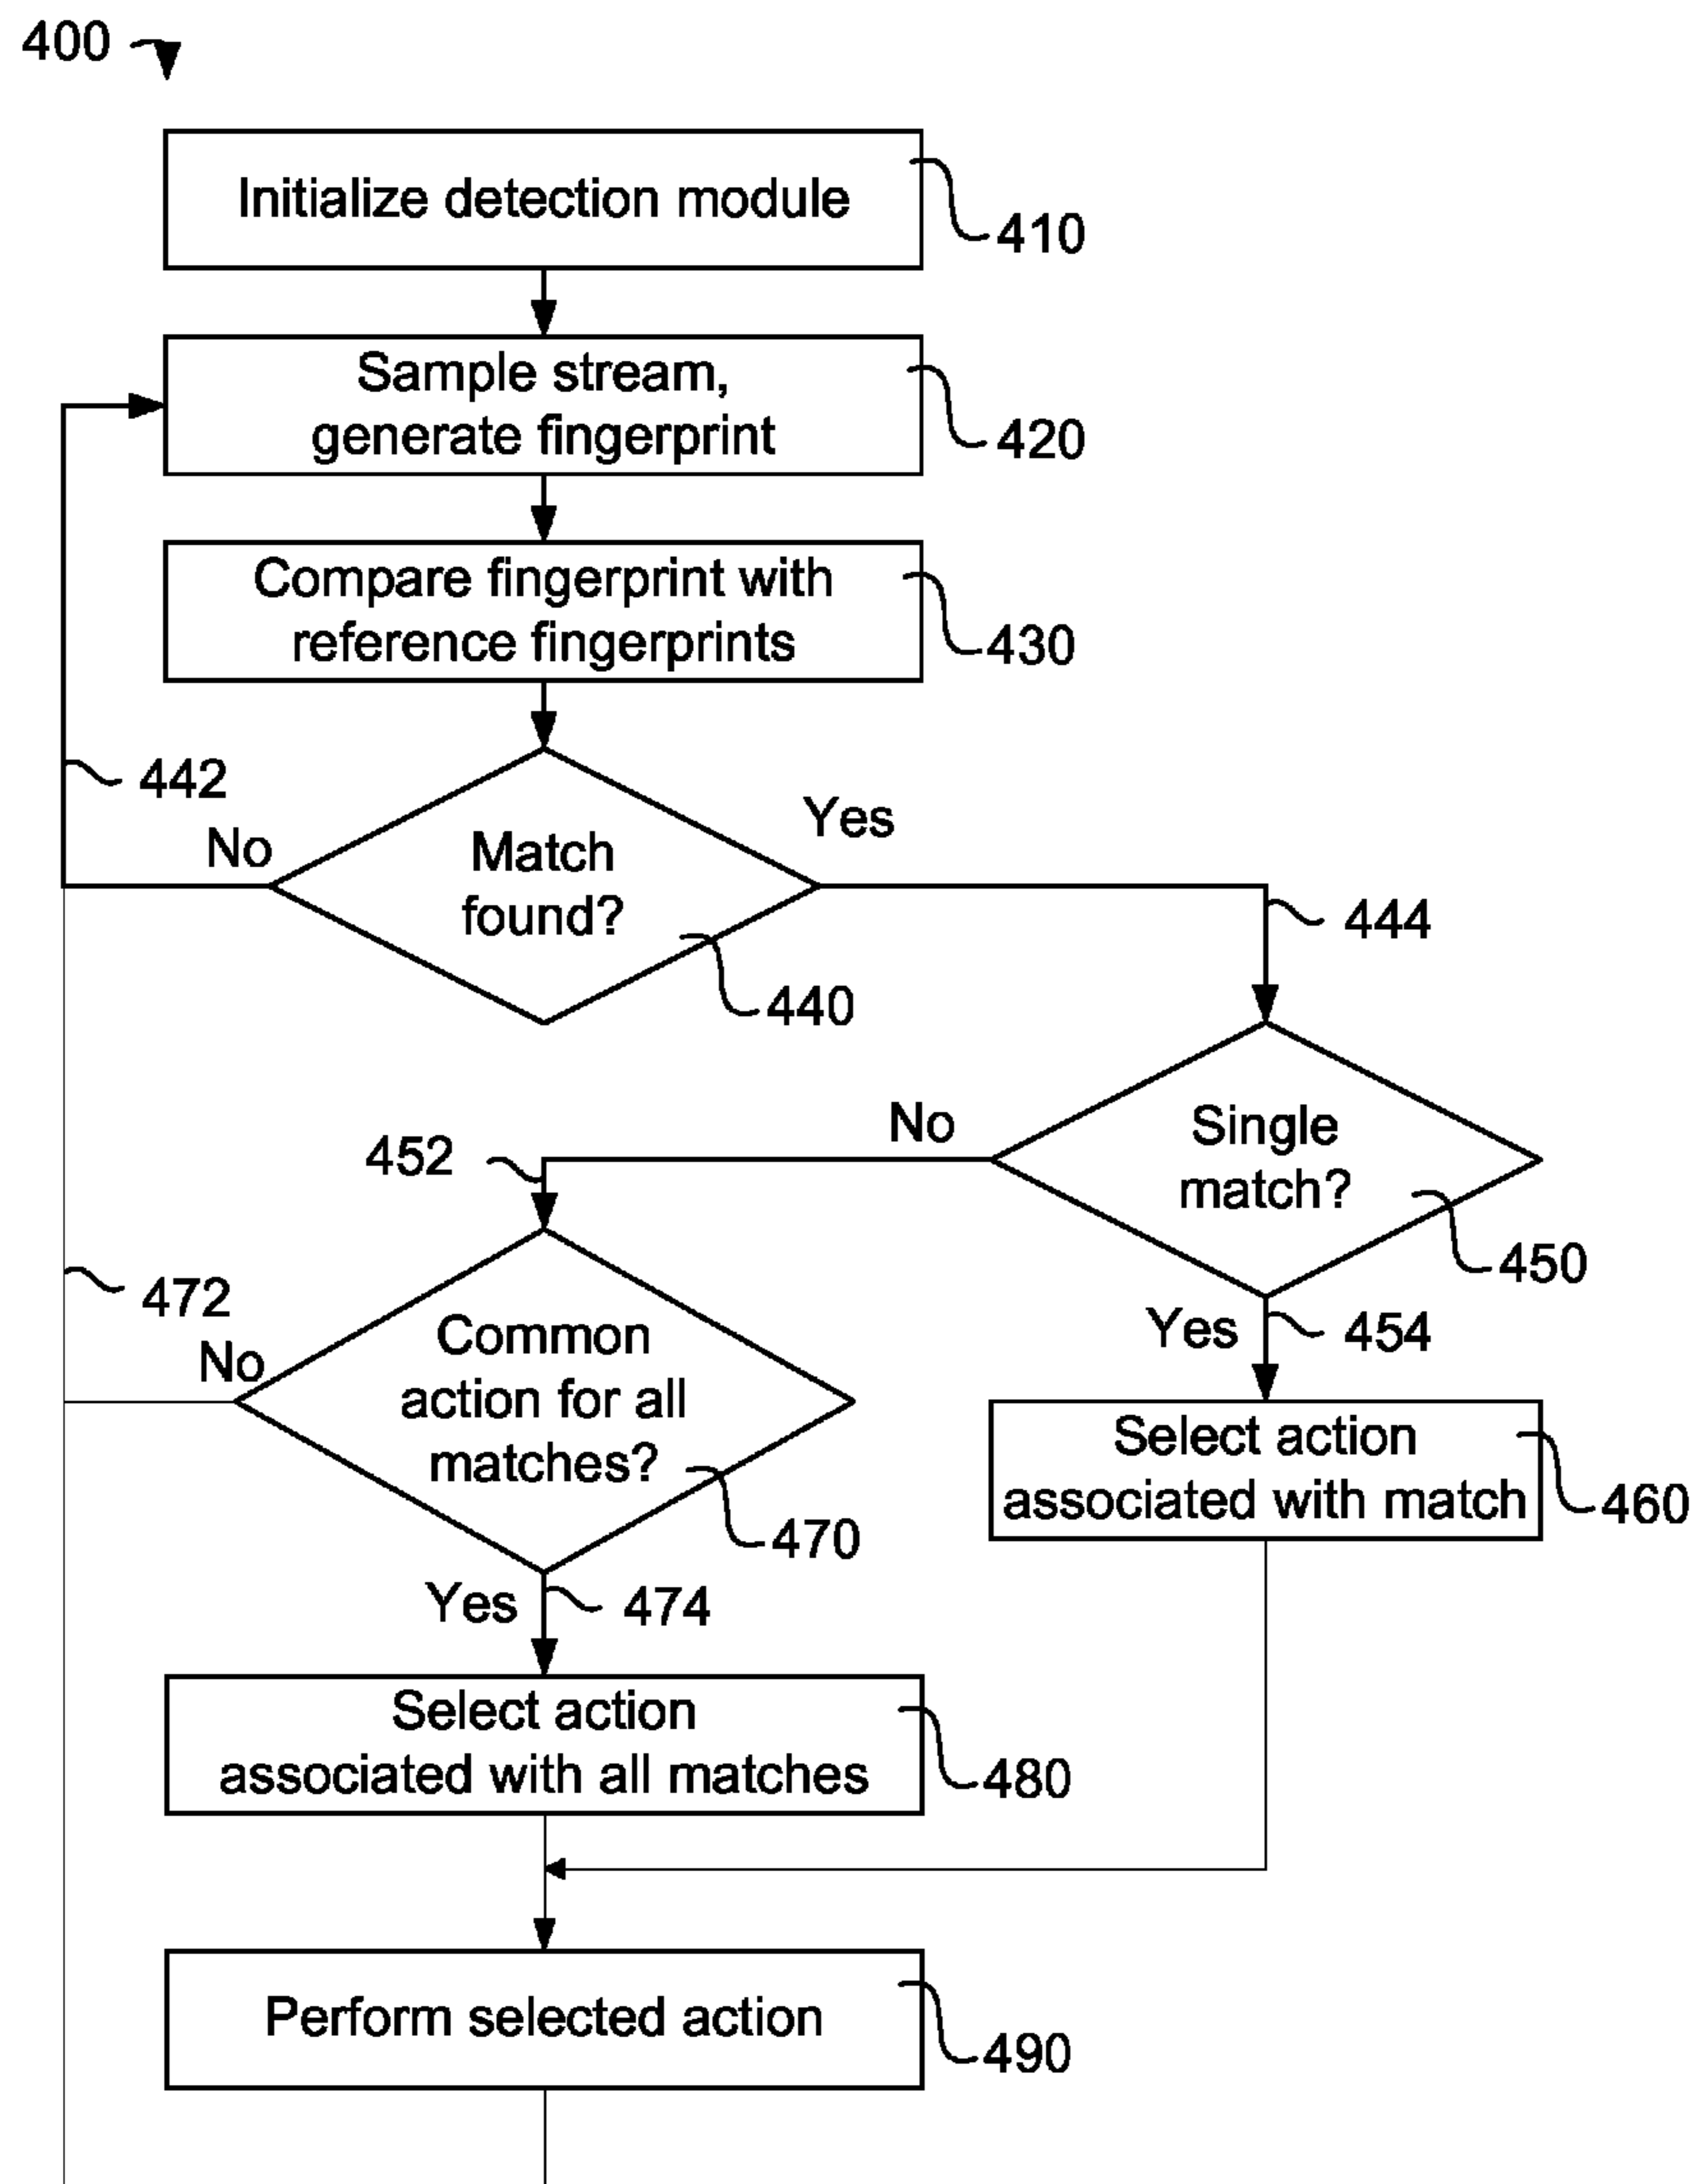 400
Initialize detection module
410
Sample stream,
generate fingerprint
420
Compare fingerprint with
reference fingerprints
430
442
No
Match
found?
Yes
440
444
No
Single
match?
450
452
Yes
454
472
No
Common
action for all
matches?
470
Select action
associated with match
460
Yes
474
Select action
associated with all matches
480
Perform selected action
490